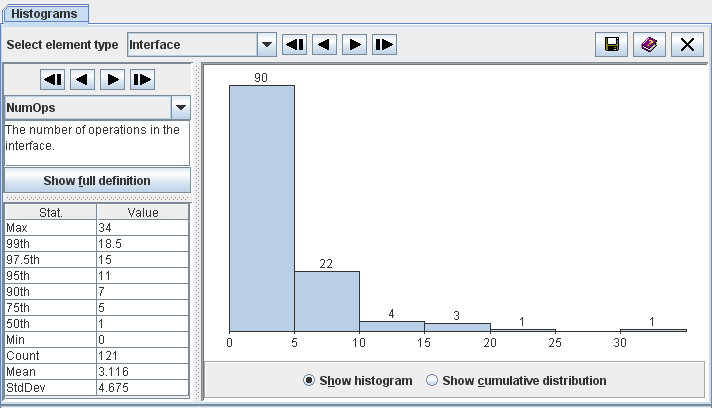 Histograms
Select element type Interface
NumOps
The number of operations in the
interface.
Show full definition
Stat. Value
Max 34
99th 18.5
97.5th 15
95th 11
90th 7
75th 5
50th 1
Min 0
Count 121
Mean 3.116
StdDev 4.675
90
22
4
3
1
1
0 5 10 15 20 25 30
Show histogram Show cumulative distribution